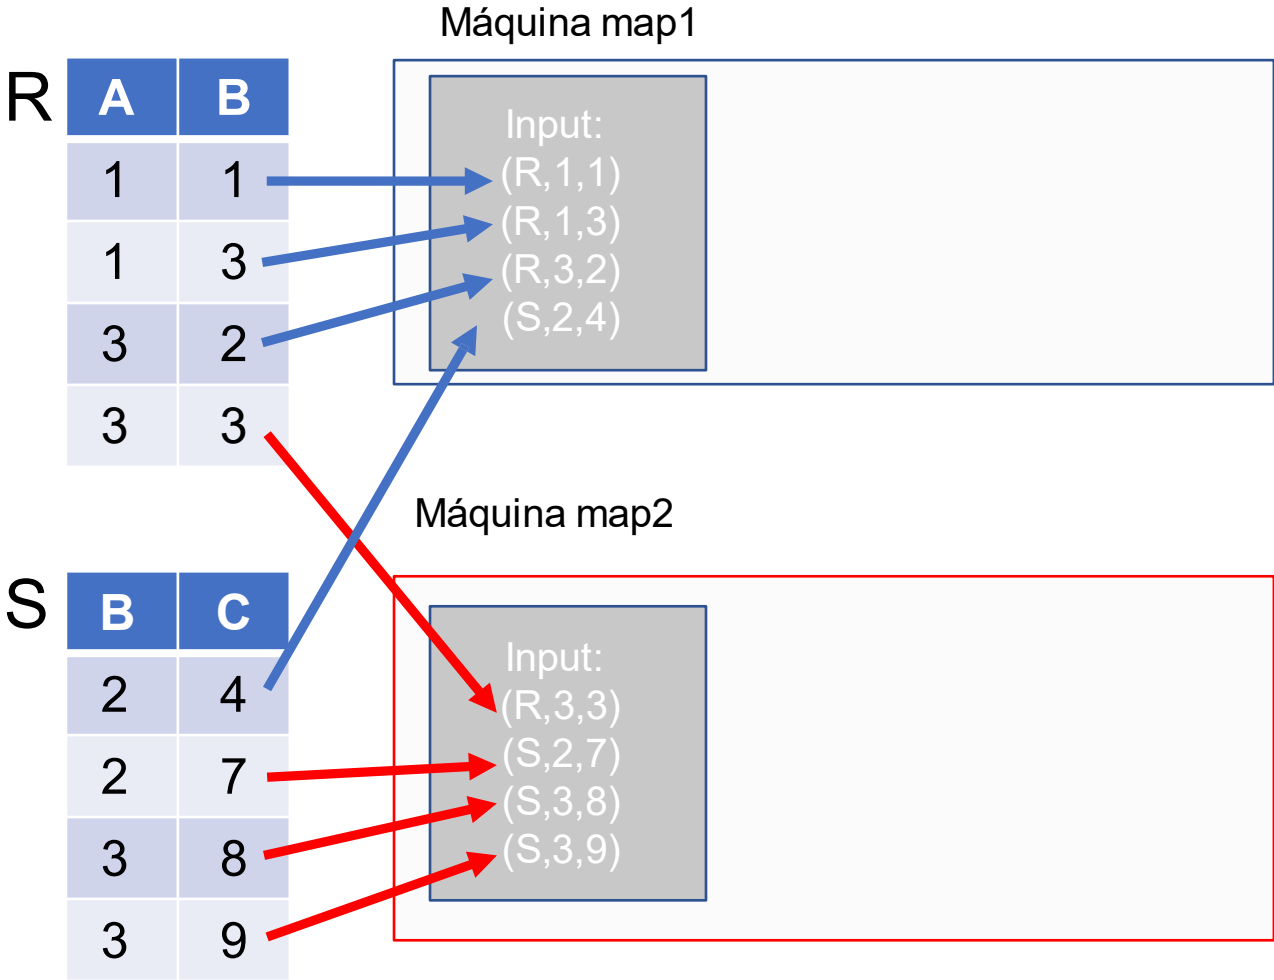 Máquina map1
R
A B
1 1
1 3
3 2
3 3
Input:
(R,1,1)
(R,1,3)
(R,3,2)
(S,2,4)
Máquina map2
S
B C
2 4
2 7
3 8
3 9
Input:
(R,3,3)
(S,2,7)
(S,3,8)
(S,3,9)